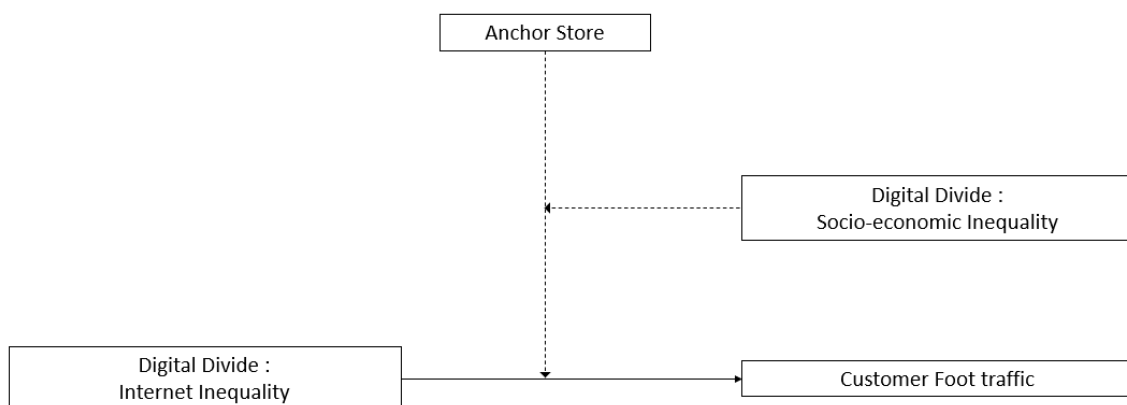 Anchor Store
Digital Divide :
Socio-economic Inequality
Digital Divide :
Internet Inequality
Customer Foot traffic